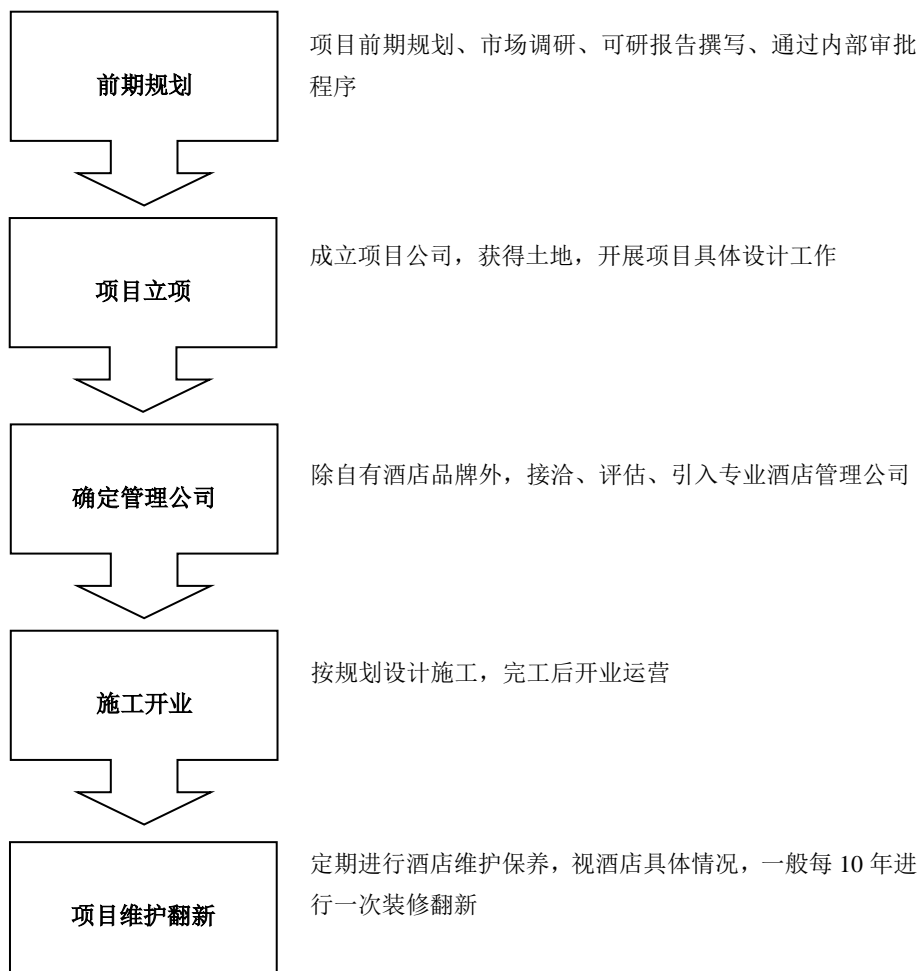 前期规划
项目前期规划、市场调研、可研报告撰写、通过内部审批
程序
项目立项
成立项目公司，获得土地，开展项目具体设计工作
确定管理公司
除自有酒店品牌外，接洽、评估、引入专业酒店管理公司
施工开业
按规划设计施工，完工后开业运营
项目维护翻新
定期进行酒店维护保养，视酒店具体情况，一般每 10 年进
行一次装修翻新